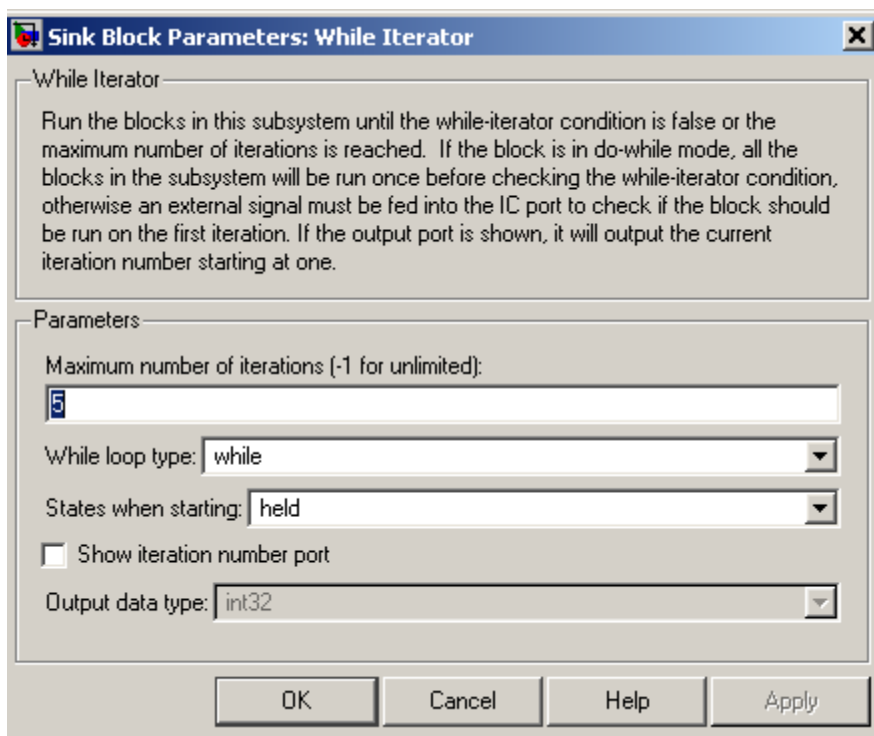 Sink Block Parameters: While Iterator
While Iterator
Run the blocks in this subsystem until the while-iterator condition is false or the
maximum number of iterations is reached.  If the block is in do-while mode, all the
blocks in the subsystem will be run once before checking the while-iterator condition,
otherwise an external signal must be fed into the IC port to check if the block should
be run on the first iteration. If the output port is shown, it will output the current
iteration number starting at one.
Parameters
Maximum number of iterations (-1 for unlimited):
5
While loop type: while
States when starting: held
Show iteration number port
Output data type: int32
OK Cancel Help Apply